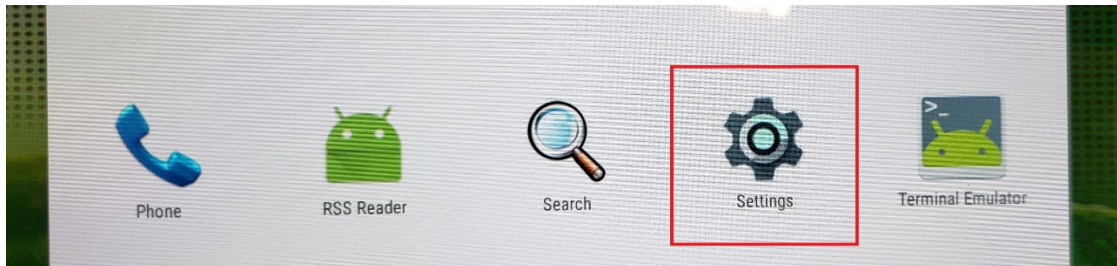 Phone
RSS Reader
Search
Settings
>_
Terminal Emulator